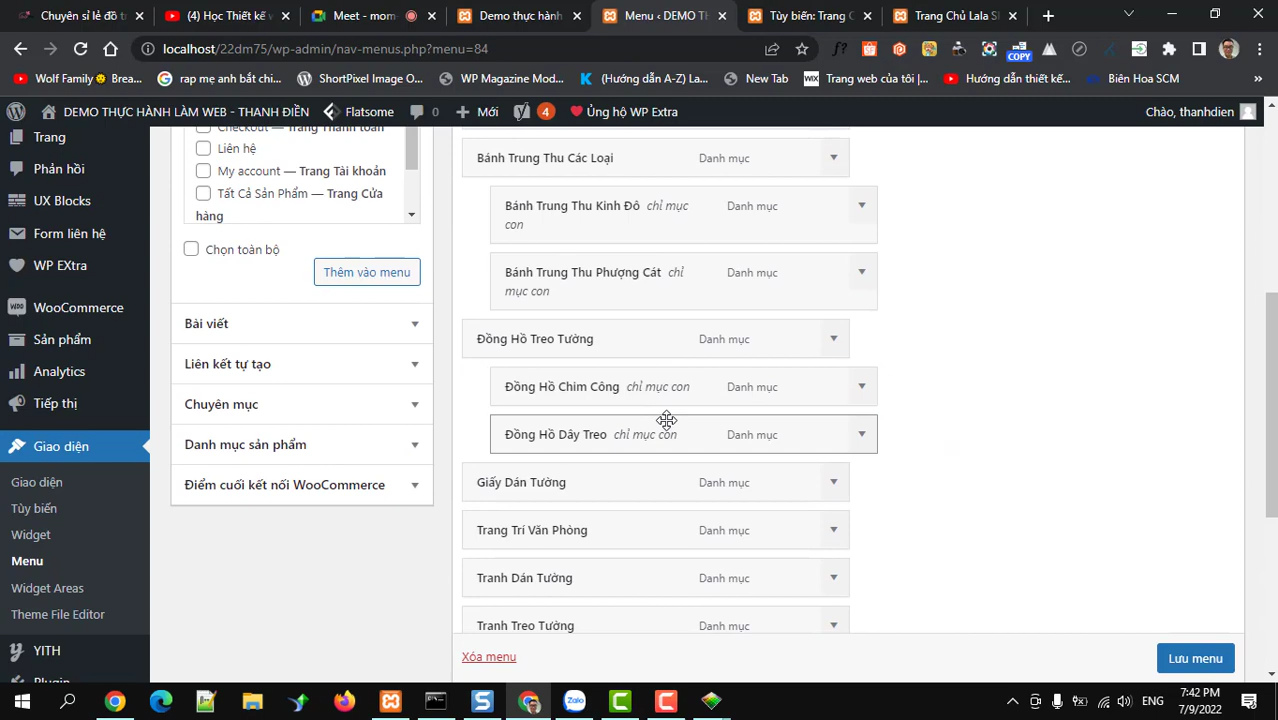 Chuyên sỉ lẻ đồ tr
(4) Học Thiết kế v
Meet - mom-
Demo thực hành
Menu ‹ DEMO TH
Tùy biến: Trang C
Trang Chủ Lala S
localhost/22dm75/wp-admin/nav-menus.php?menu=84
COPY
Wolf Family🐺 Brea...
rap mẹ anh bắt chi...
ShortPixel Image O...
WP Magazine Mod...
(Hướng dẫn A-Z) La...
New Tab
WIX
Trang web của tôi |...
Hướng dẫn thiết kế...
Biên Hoa SCM
»
DEMO THỰC HÀNH LÀM WEB - THANH ĐIỀN
Flatsome
0
Mới
4
Ủng hộ WP Extra
Chào, thanhdien
Trang
Phản hồi
UX Blocks
Form liên hệ
WP EXtra
WooCommerce
Sản phẩm
Analytics
Tiếp thị
Giao diện
Giao diện
Tùy biến
Widget
Menu
Widget Areas
Theme File Editor
YITH
Checkout — Trang Thanh toán
Liên hệ
My account — Trang Tài khoản
Tất Cả Sản Phẩm — Trang Cửa
hàng
Chọn toàn bộ
Thêm vào menu
Bài viết
Liên kết tự tạo
Chuyên mục
Danh mục sản phẩm
Điểm cuối kết nối WooCommerce
Bánh Trung Thu Các Loại Danh mục
Bánh Trung Thu Kinh Đô chỉ mục Danh mục
con
Bánh Trung Thu Phượng Cát chỉ Danh mục
mục con
Đồng Hồ Treo Tường Danh mục
Đồng Hồ Chim Công chỉ mục con Danh mục
Đồng Hồ Dây Treo chỉ mục con Danh mục
Giấy Dán Tường Danh mục
Trang Trí Văn Phòng Danh mục
Tranh Dán Tường Danh mục
Tranh Treo Tường Danh mục
Xóa menu
Lưu menu
Zalo
ENG
7:42 PM
7/9/2022